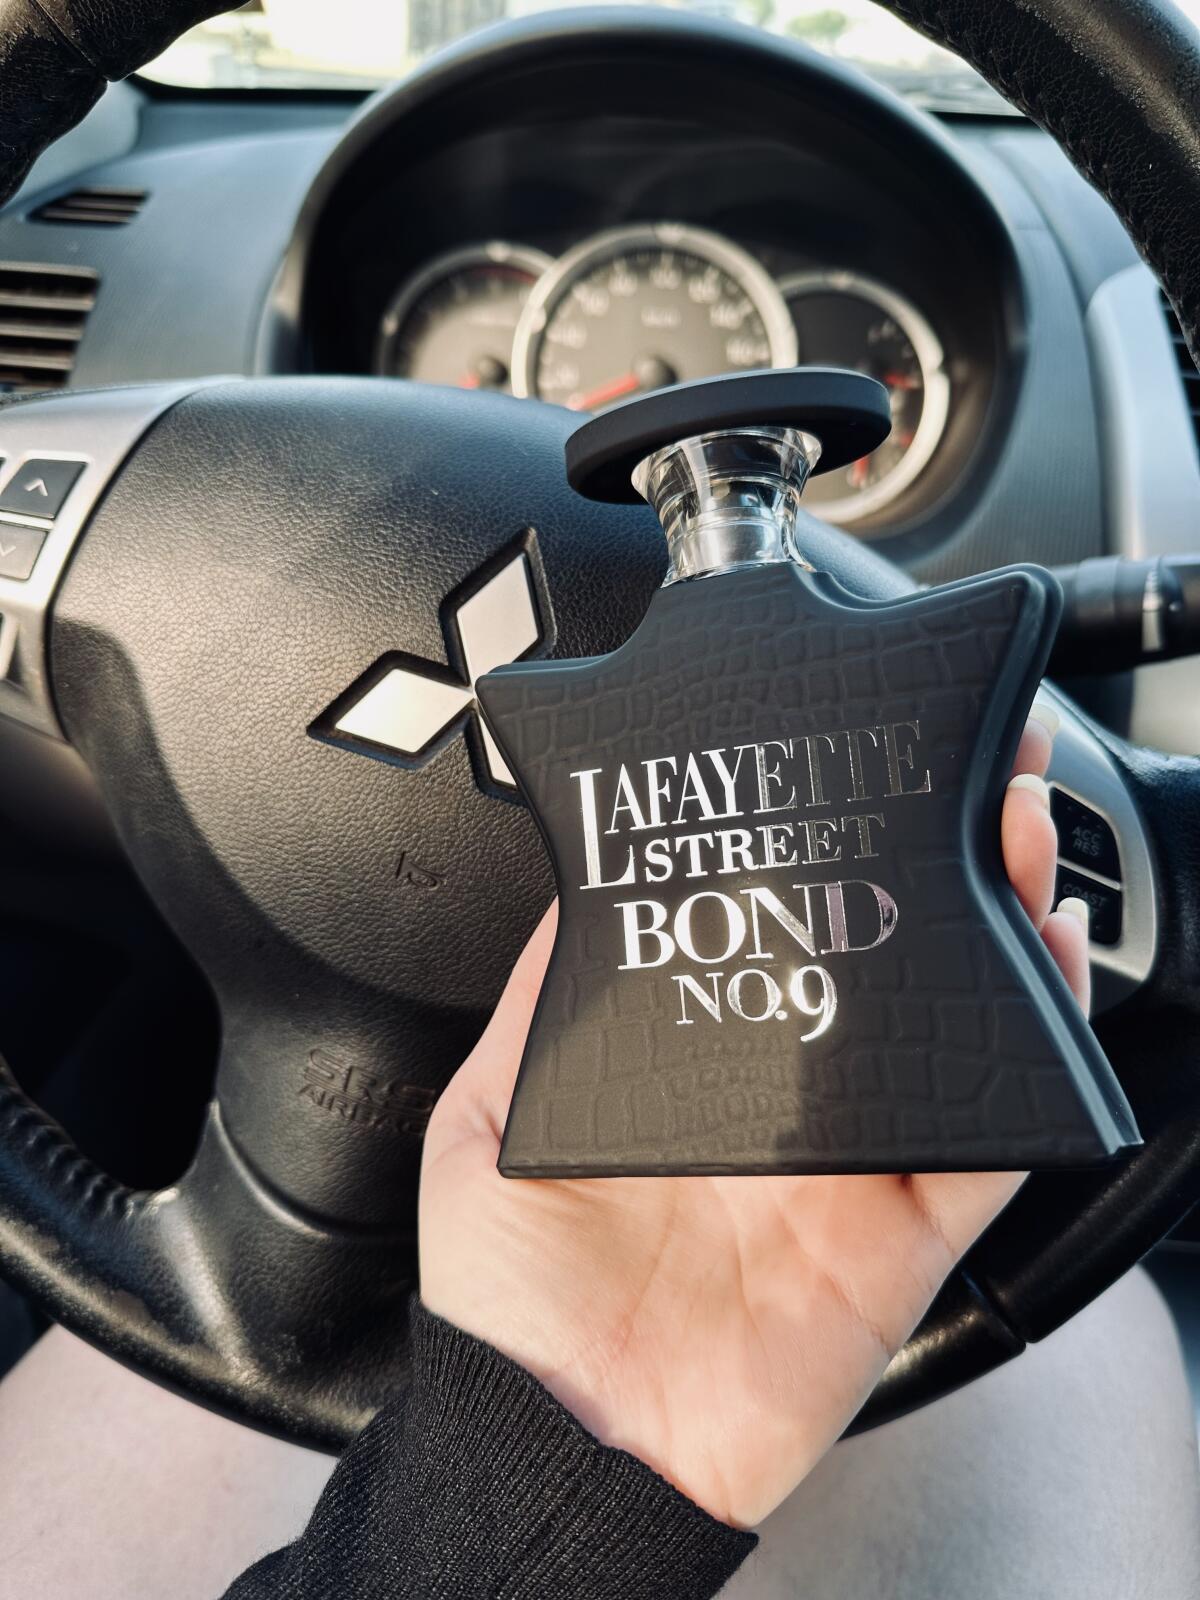 LAFAYETTE
STREET
BOND
NO.9
ACC
RES
COAST
SRS
AIRBAG